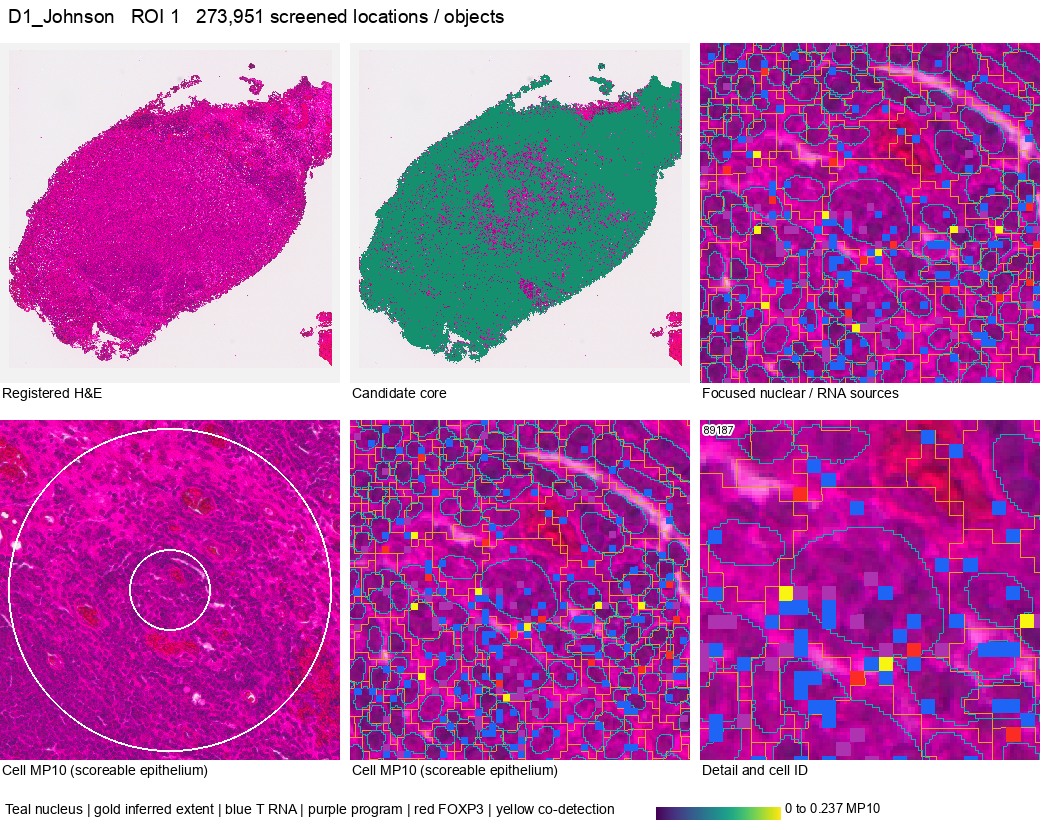 D1_Johnson ROI 1 273,951 screened locations / objects
Registered H&E
Candidate core
Focused nuclear / RNA sources
89,187
Cell MP10 (scoreable epithelium)
Cell MP10 (scoreable epithelium)
Detail and cell ID
Teal nucleus | gold inferred extent | blue T RNA | purple program | red FOXP3 | yellow co-detection
0 to 0.237 MP10